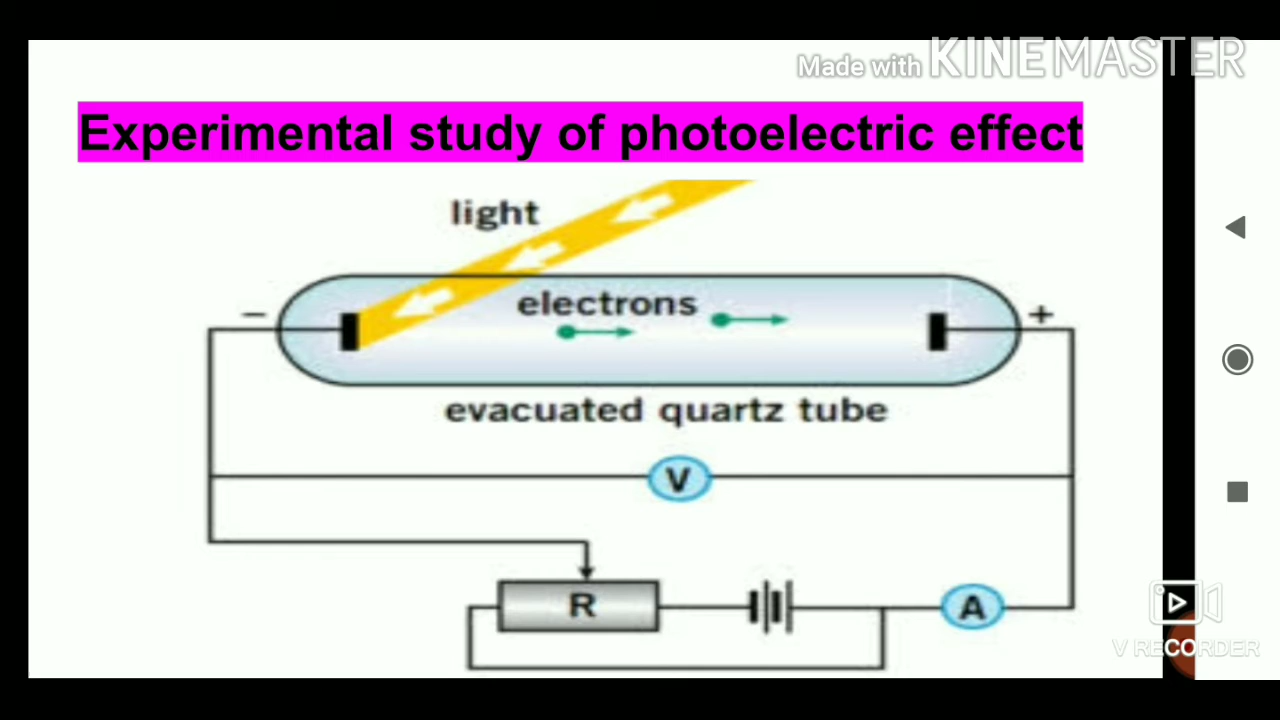 Made with KINEMASTER
Experimental study of photoelectric effect
light
electrons
−
+
evacuated quartz tube
V
R
A
V RECORDER